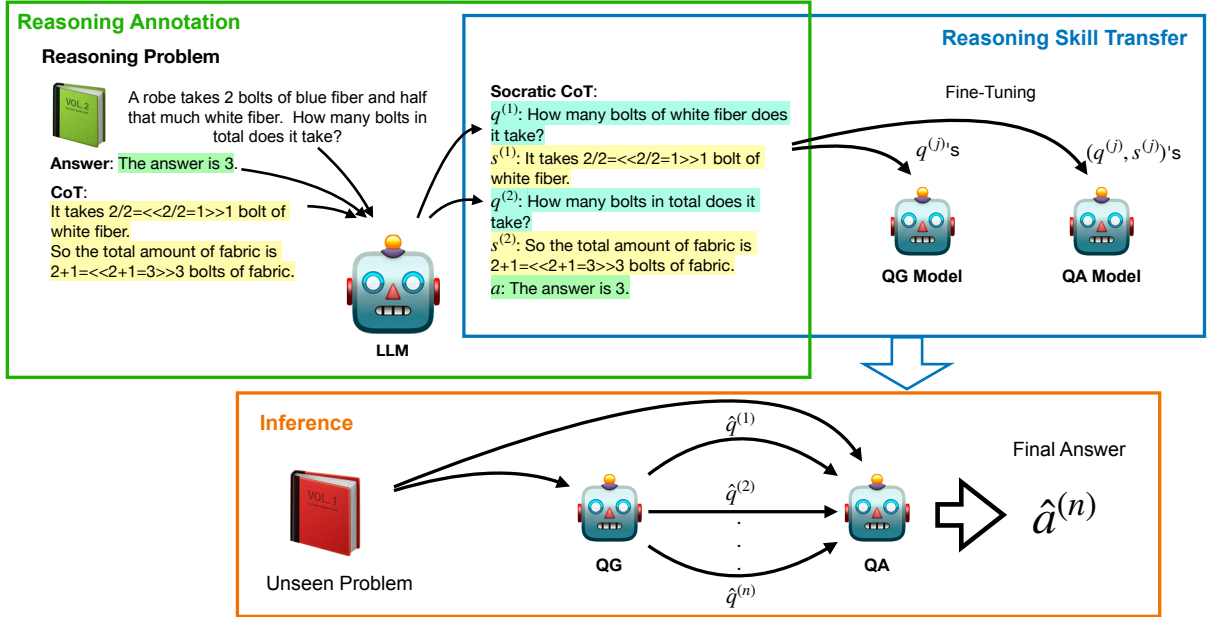 Reasoning Annotation
Reasoning Problem
VOL. 2
A robe takes 2 bolts of blue fiber and half
that much white fiber. How many bolts in
total does it take?
Answer: The answer is 3.
CoT:
It takes 2/2=<<2/2=1>>1 bolt of
white fiber.
So the total amount of fabric is
2+1=<<2+1=3>>3 bolts of fabric.
LLM
Reasoning Skill Transfer
Socratic CoT:
q⁽¹⁾: How many bolts of white fiber does
it take?
s⁽¹⁾: It takes 2/2=<<2/2=1>>1 bolt of
white fiber.
q⁽²⁾: How many bolts in total does it
take?
s⁽²⁾: So the total amount of fabric is
2+1=<<2+1=3>>3 bolts of fabric.
a: The answer is 3.
Fine-Tuning
q⁽ʲ⁾'s
(q⁽ʲ⁾, s⁽ʲ⁾)'s
QG Model
QA Model
Inference
VOL. 1
Unseen Problem
QG
q̂⁽¹⁾
q̂⁽²⁾
.
.
.
q̂⁽ⁿ⁾
QA
Final Answer
â⁽ⁿ⁾